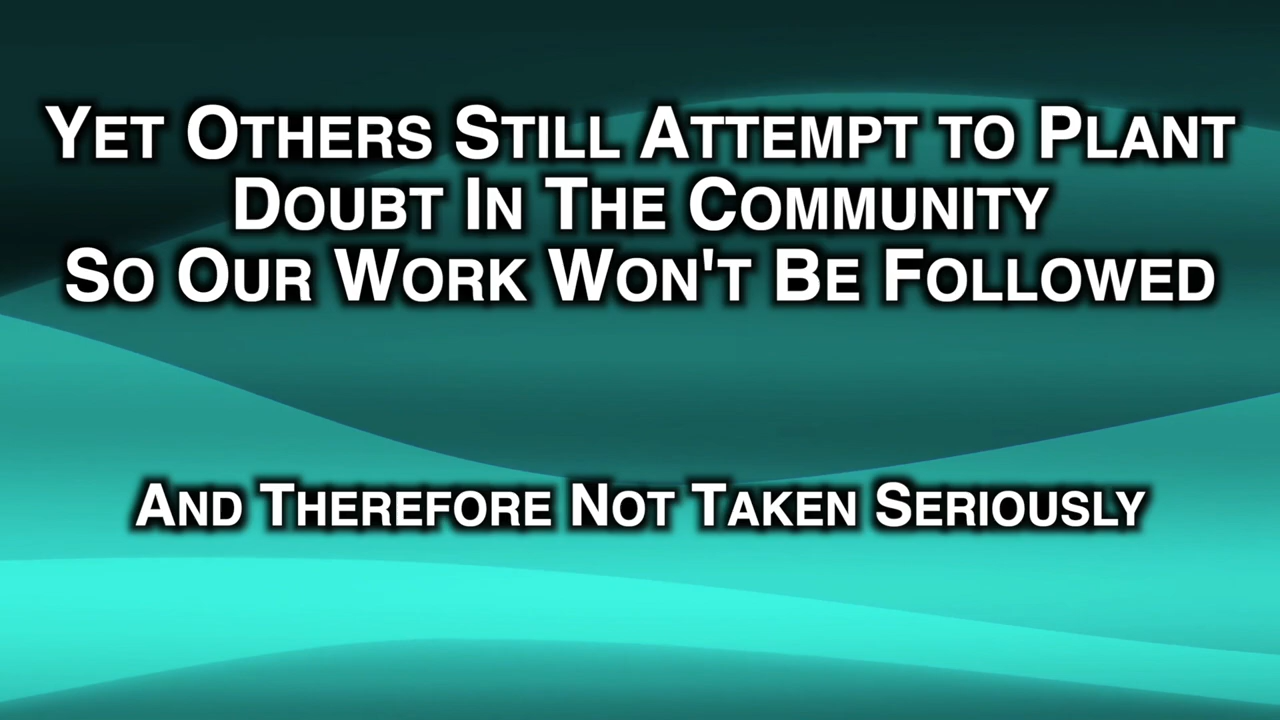 Yet Others Still Attempt to Plant
Doubt In The Community
So Our Work Won't Be Followed
And Therefore Not Taken Seriously